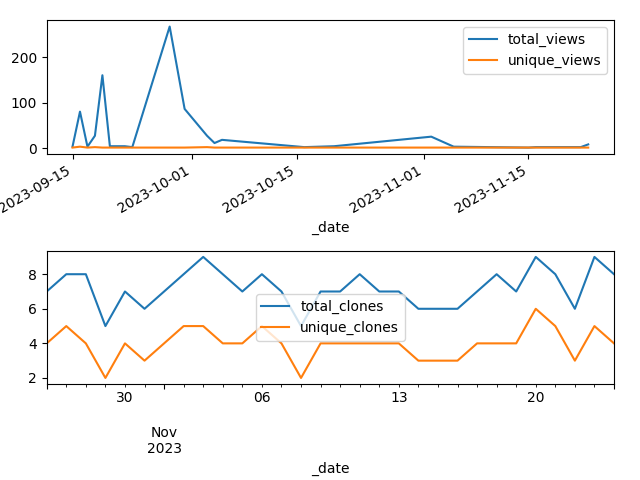 200
100
0
total_views
unique_views
2023-09-15
2023-10-01
2023-10-15
2023-11-01
2023-11-15
_date
8
6
4
2
total_clones
unique_clones
30
06
13
20
Nov
2023
_date